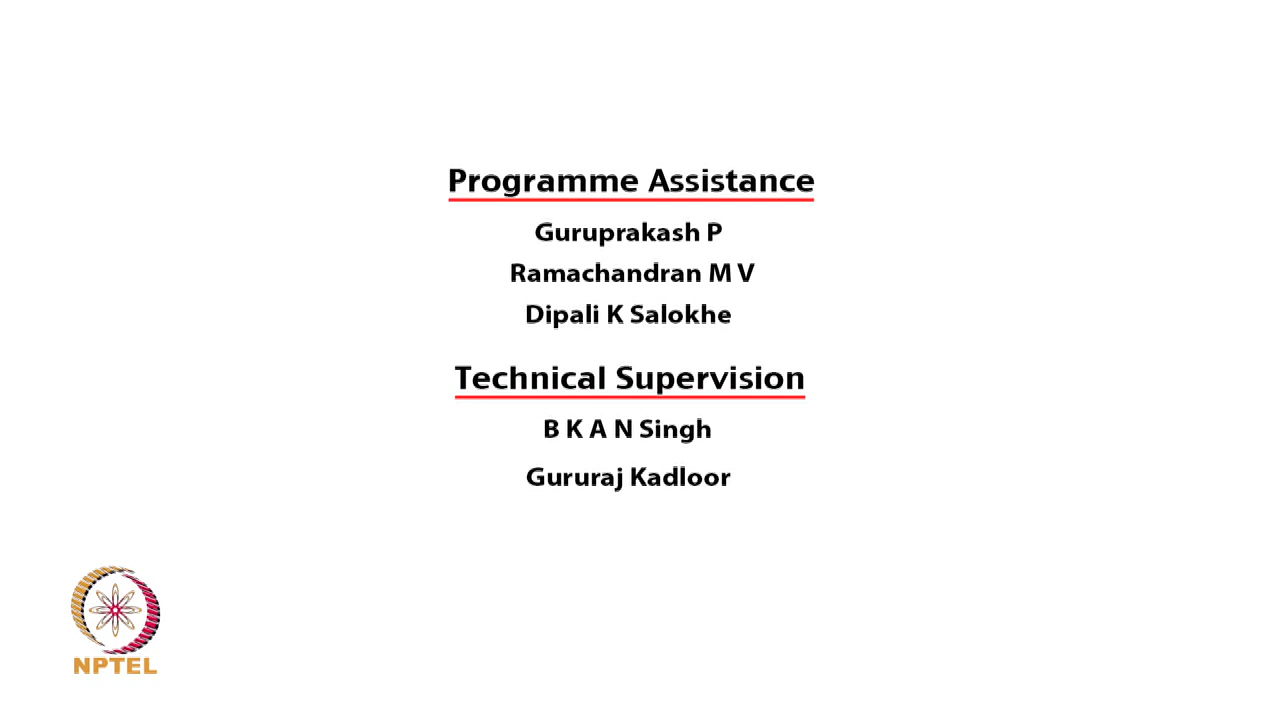 Programme Assistance
Guruprakash P
Ramachandran M V
Dipali K Salokhe
Technical Supervision
B K A N Singh
Gururaj Kadloor
NPTEL